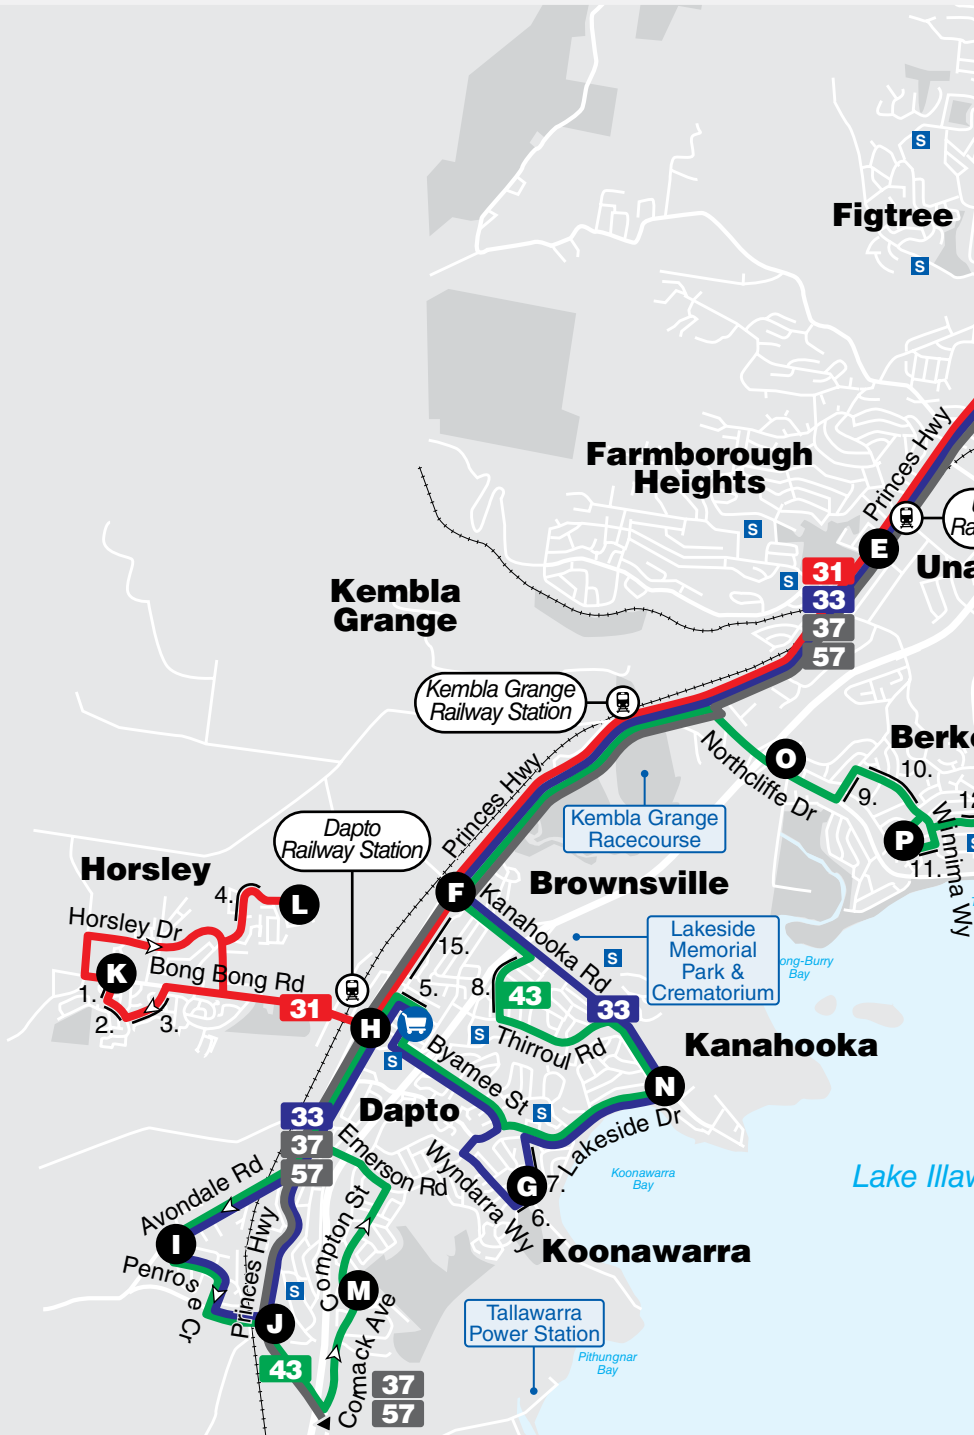 S
Figtree
S
Princes Hwy
Farmborough
Heights
S
E
S
31
33
37
57
Kembla
Grange
Kembla Grange
Railway Station
Northcliffe Dr
O
10.
9.
P
11.
Winnima Wy
Princes Hwy
Kembla Grange
Racecourse
Dapto
Railway Station
Horsley
4.
L
F
Brownsville
Kanahooka Rd
Lakeside
Memorial
Park &
Crematorium
S
Horsley Dr
K
Bong Bong Rd
1.
2.
3.
31
15.
5.
8.
43
33
H
S
S
Thirroul Rd
Kanahooka
Byamee St
N
S
Dapto
33
37
57
Emerson Rd
Lakeside Dr
Wyndarra Wy
G
7.
6.
Koonawarra
Bay
Koonawarra
Avondale Rd
I
Princes Hwy
Compton St
Penrose Cr
S
M
J
43
Comack Ave
37
57
Tallawarra
Power Station
Pithungnar
Bay